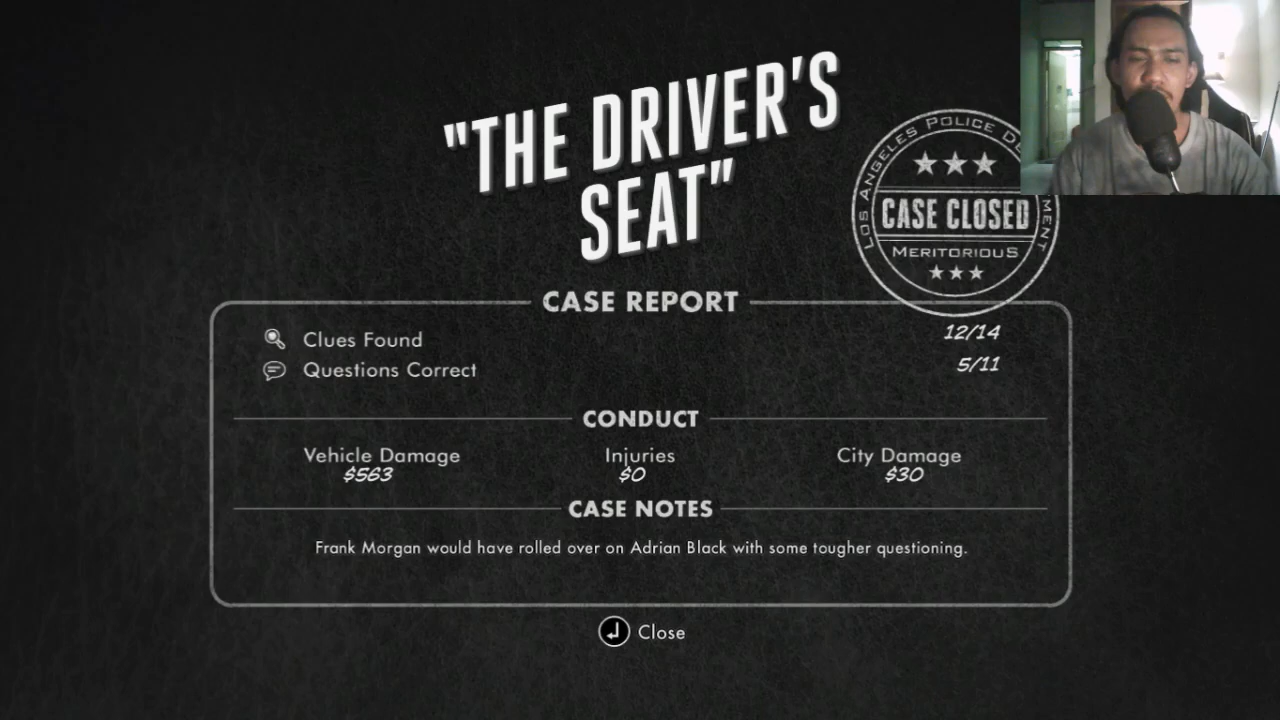 "THE DRIVER'S
SEAT"
LOS ANGELES POLICE
CASE CLOSED
MERITORIOUS
CASE REPORT
Clues Found 12/14
Questions Correct 5/11
CONDUCT
Vehicle Damage Injuries City Damage
$563 $0 $30
CASE NOTES
Frank Morgan would have rolled over on Adrian Black with some tougher questioning.
Close